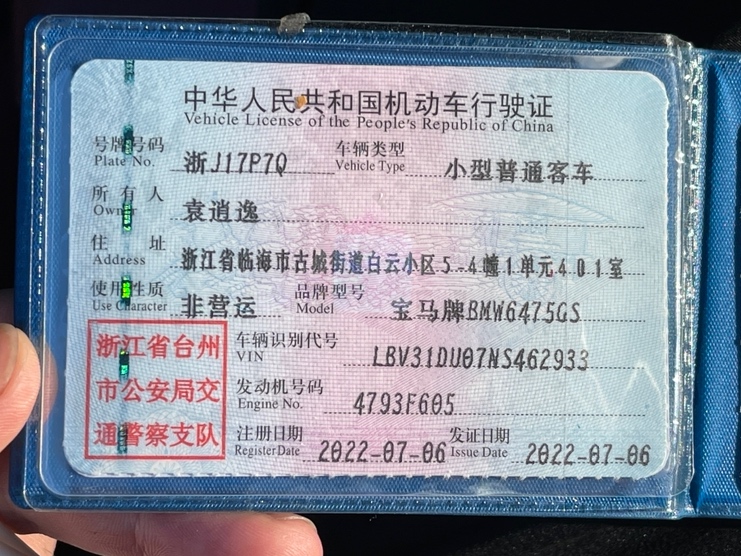 中华人民共和国机动车行驶证
Vehicle License of the People's Republic of China
号牌号码 浙J17P7Q 车辆类型 小型普通客车
Plate No. Vehicle Type
所有人 袁逍逸
Owner
住址 浙江省临海市古城街道白云小区5-4幢1单元401室
Address
使用性质 非营运 品牌型号 宝马牌BMW6475GS
Use Character Model
浙江省台州
市公安局交
通警察支队
车辆识别代号 LBV31DU07NS462933
VIN
发动机号码 4793F605
Engine No.
注册日期 2022-07-06 发证日期 2022-07-06
Register Date Issue Date